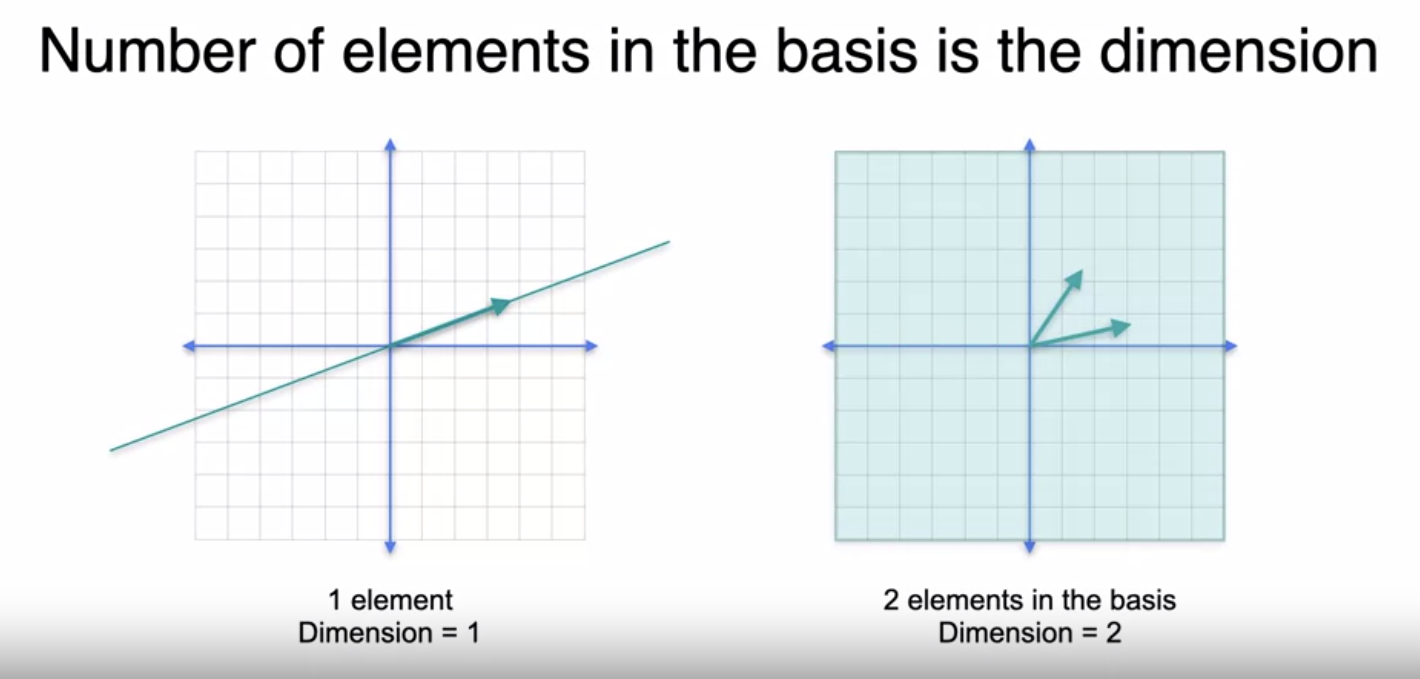 Number of elements in the basis is the dimension
1 element
Dimension = 1
2 elements in the basis
Dimension = 2